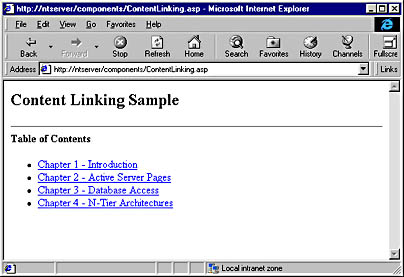 http://ntserver/components/ContentLinking.asp - Microsoft Internet Explorer
File Edit View Go Favorites Help
Back Forward Stop Refresh Home Search Favorites History Channels Fullscre
Address http://ntserver/components/ContentLinking.asp Links
Content Linking Sample
Table of Contents
Chapter 1 - Introduction
Chapter 2 - Active Server Pages
Chapter 3 - Database Access
Chapter 4 - N-Tier Architectures
Local intranet zone